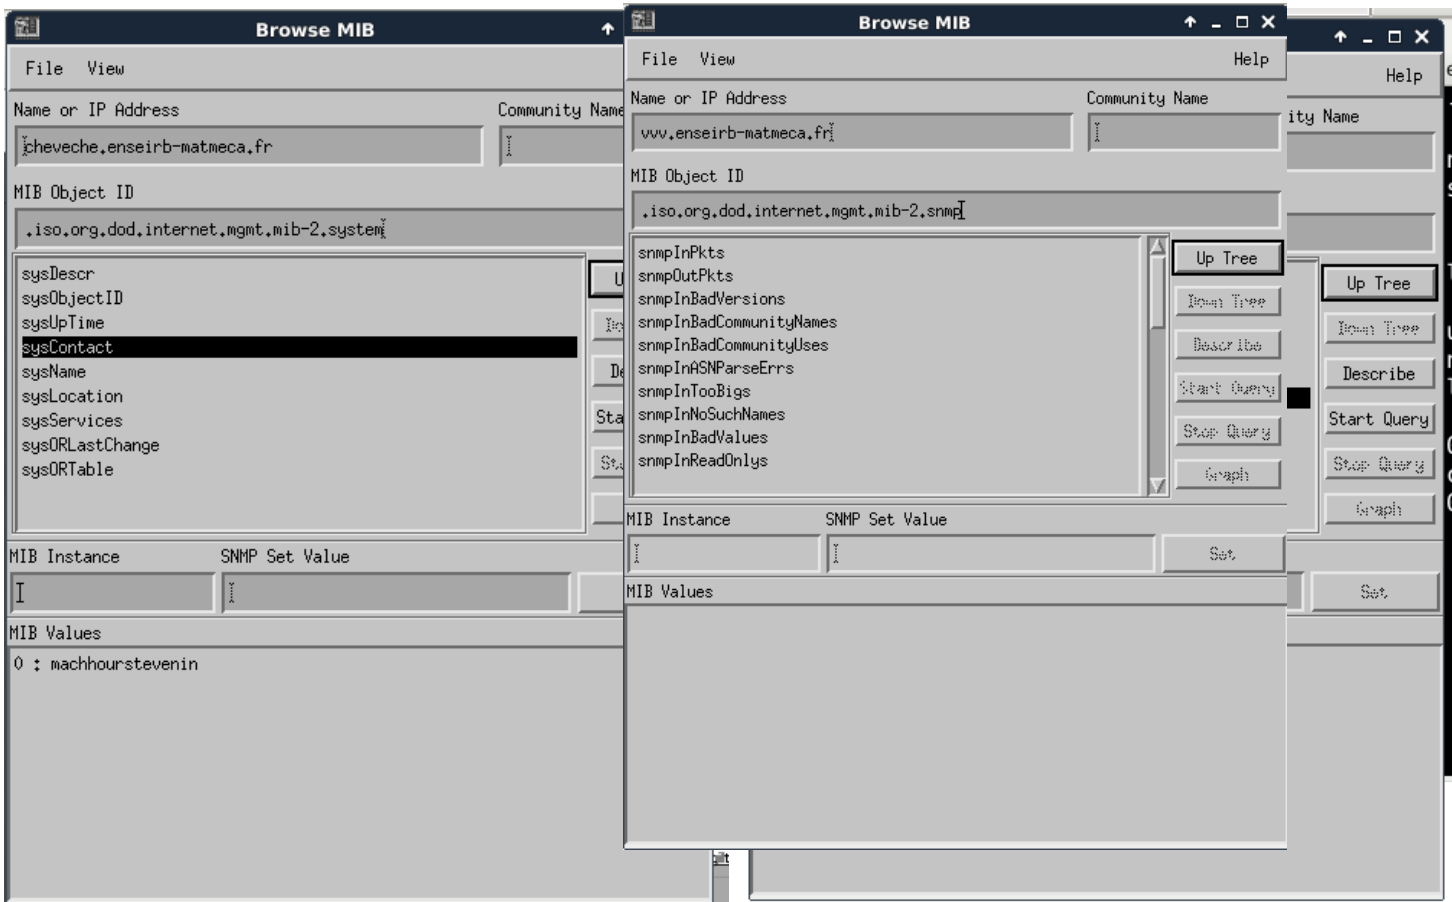 Browse MIB
File View
Name or IP Address
Community Name
cheveche.enseirb-matmeca.fr
MIB Object ID
.iso.org.dod.internet.mgmt.mib-2.system
sysDescr
sysObjectID
sysUpTime
sysContact
sysName
sysLocation
sysServices
sysORLastChange
sysORTable
MIB Instance SNMP Set Value
MIB Values
0 : machhourstevenin
Browse MIB
File View Help
Name or IP Address Community Name
vvv.enseirb-matmeca.fr
MIB Object ID
.iso.org.dod.internet.mgmt.mib-2.snmp
snmpInPkts
snmpOutPkts
snmpInBadVersions
snmpInBadCommunityNames
snmpInBadCommunityUses
snmpInASNParseErrs
snmpInTooBigs
snmpInNoSuchNames
snmpInBadValues
snmpInReadOnlys
Up Tree
Down Tree
Describe
Start Query
Stop Query
Graph
MIB Instance SNMP Set Value
Set
MIB Values
Help
ity Name
Up Tree
Down Tree
Describe
Start Query
Stop Query
Graph
Set